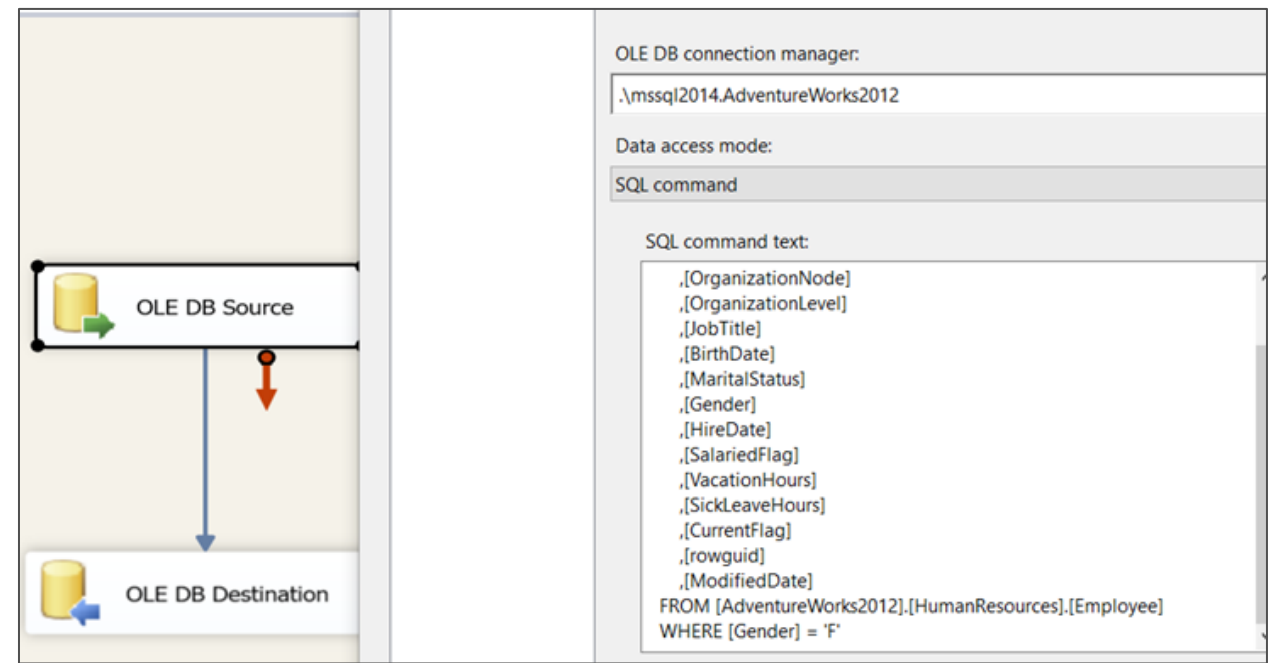 OLE DB Source
OLE DB Destination
OLE DB connection manager:
.\mssql2014.AdventureWorks2012
Data access mode:
SQL command
SQL command text:
,[OrganizationNode]
,[OrganizationLevel]
,[JobTitle]
,[BirthDate]
,[MaritalStatus]
,[Gender]
,[HireDate]
,[SalariedFlag]
,[VacationHours]
,[SickLeaveHours]
,[CurrentFlag]
,[rowguid]
,[ModifiedDate]
FROM [AdventureWorks2012].[HumanResources].[Employee]
WHERE [Gender] = 'F'